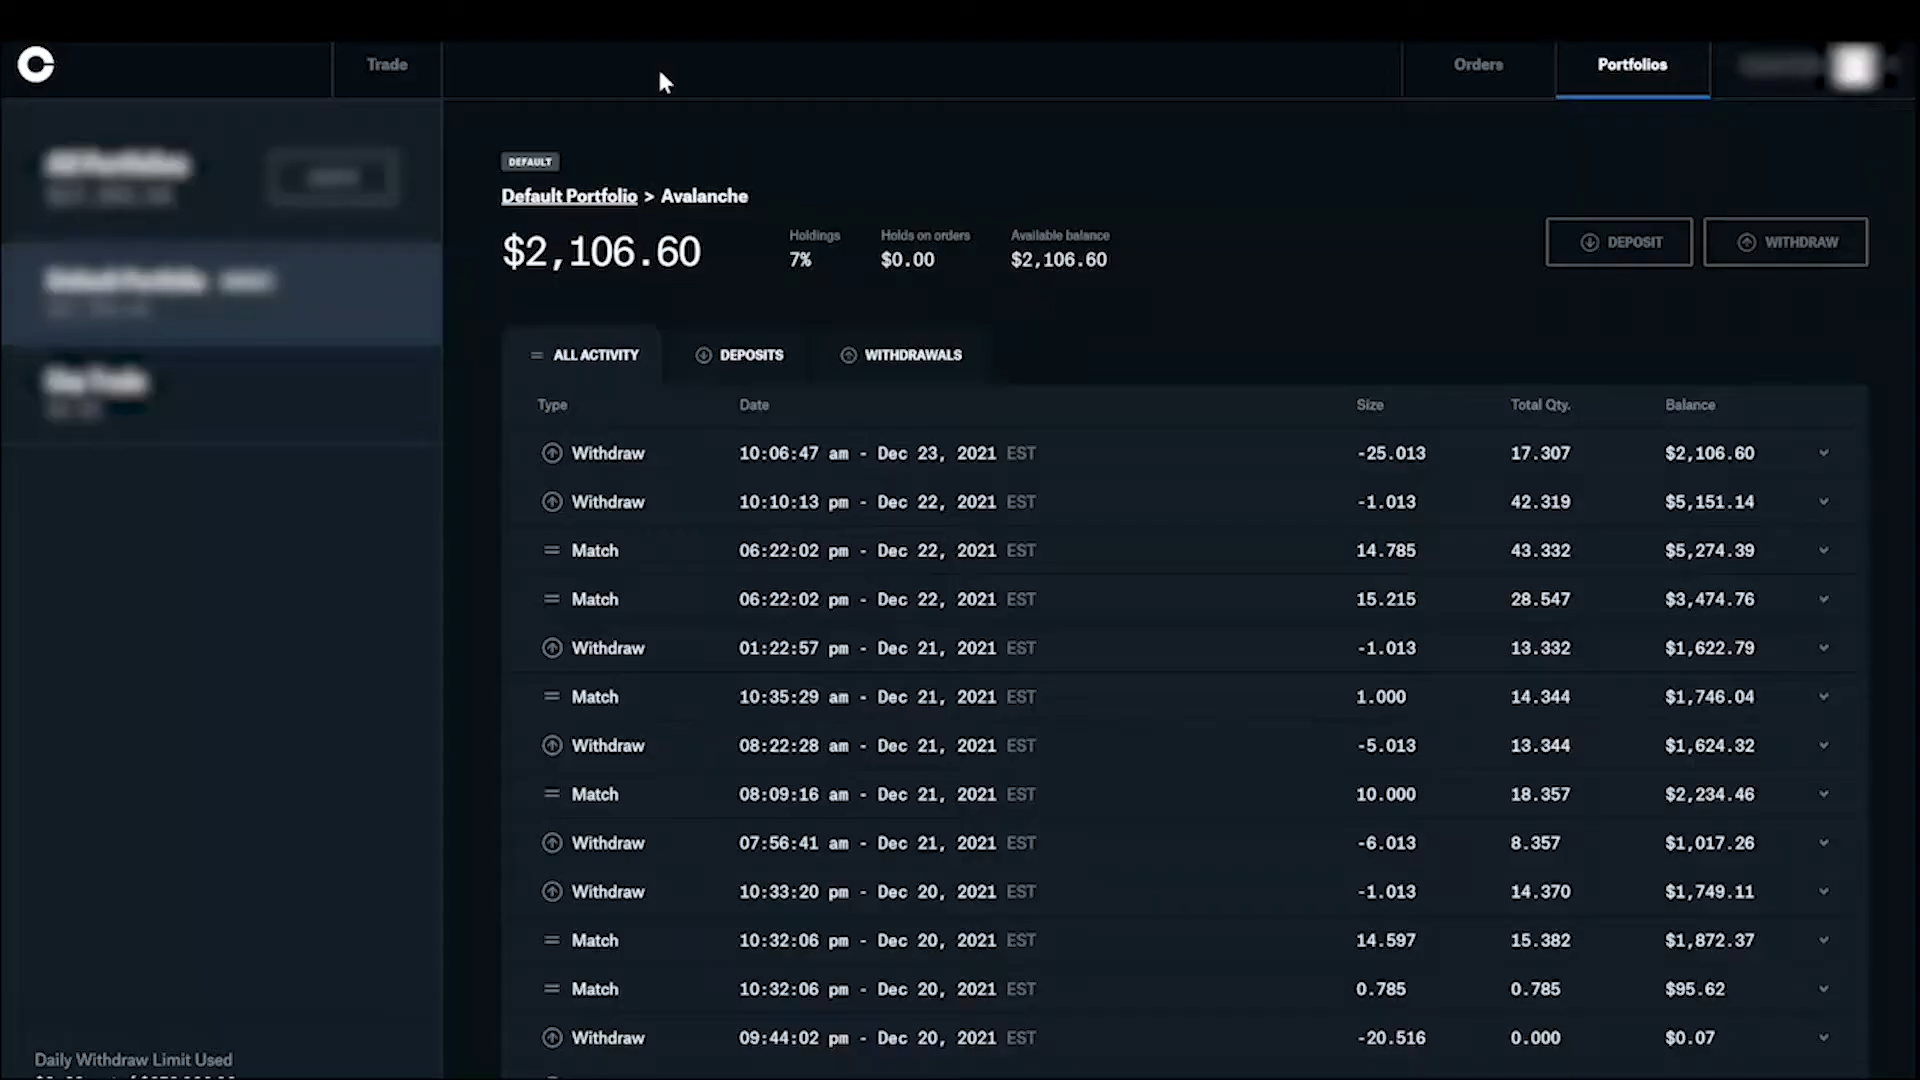 Trade
Orders
Portfolios
DEFAULT
Default Portfolio > Avalanche
$2,106.60
Holdings
7%
Holds on orders
$0.00
Available balance
$2,106.60
DEPOSIT
WITHDRAW
ALL ACTIVITY
DEPOSITS
WITHDRAWALS
Type Date Size Total Qty. Balance
Withdraw 10:06:47 am - Dec 23, 2021 EST -25.013 17.307 $2,106.60
Withdraw 10:10:13 pm - Dec 22, 2021 EST -1.013 42.319 $5,151.14
Match 06:22:02 pm - Dec 22, 2021 EST 14.785 43.332 $5,274.39
Match 06:22:02 pm - Dec 22, 2021 EST 15.215 28.547 $3,474.76
Withdraw 01:22:57 pm - Dec 21, 2021 EST -1.013 13.332 $1,622.79
Match 10:35:29 am - Dec 21, 2021 EST 1.000 14.344 $1,746.04
Withdraw 08:22:28 am - Dec 21, 2021 EST -5.013 13.344 $1,624.32
Match 08:09:16 am - Dec 21, 2021 EST 10.000 18.357 $2,234.46
Withdraw 07:56:41 am - Dec 21, 2021 EST -6.013 8.357 $1,017.26
Withdraw 10:33:20 pm - Dec 20, 2021 EST -1.013 14.370 $1,749.11
Match 10:32:06 pm - Dec 20, 2021 EST 14.597 15.382 $1,872.37
Match 10:32:06 pm - Dec 20, 2021 EST 0.785 0.785 $95.62
Withdraw 09:44:02 pm - Dec 20, 2021 EST -20.516 0.000 $0.07
Daily Withdraw Limit Used